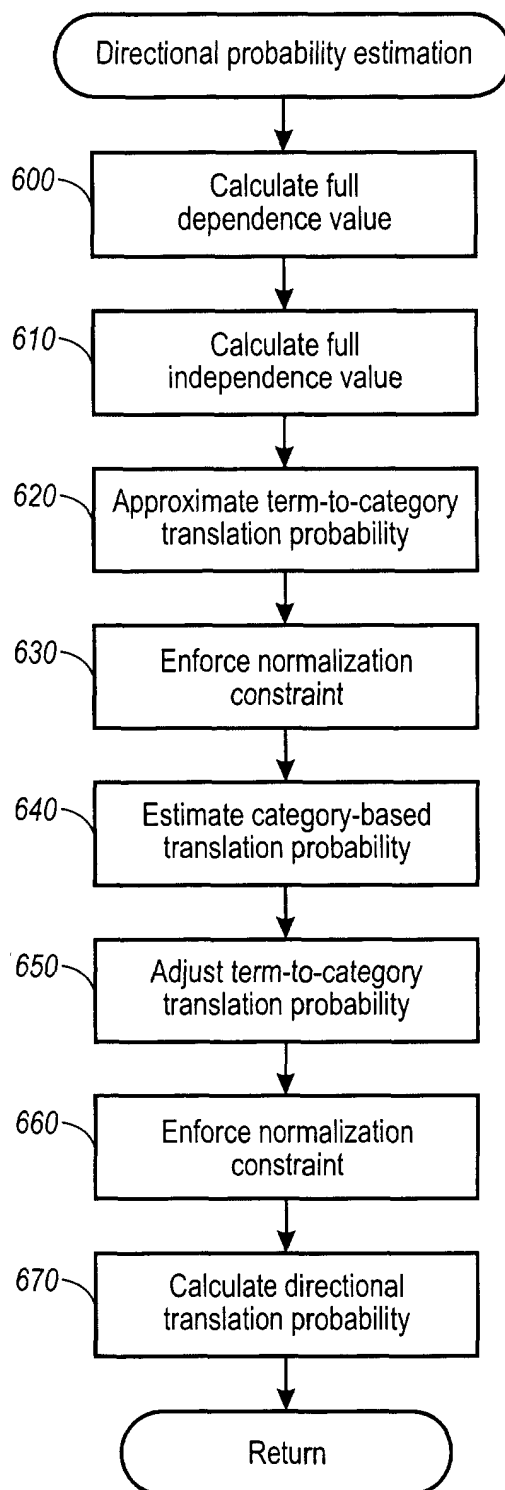 Directional probability estimation
600
Calculate full
dependence value
610
Calculate full
independence value
620
Approximate term-to-category
translation probability
630
Enforce normalization
constraint
640
Estimate category-based
translation probability
650
Adjust term-to-category
translation probability
660
Enforce normalization
constraint
670
Calculate directional
translation probability
Return